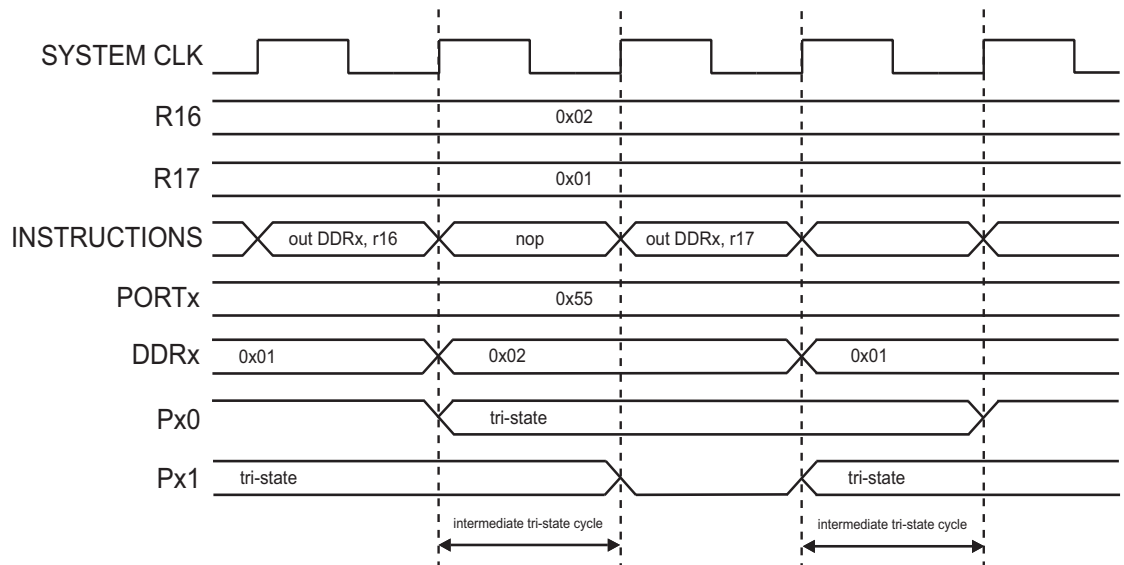 SYSTEM CLK
R16 0x02
R17 0x01
INSTRUCTIONS out DDRx, r16 nop out DDRx, r17
PORTx 0x55
DDRx 0x01 0x02 0x01
Px0 tri-state
Px1 tri-state tri-state
intermediate tri-state cycle intermediate tri-state cycle